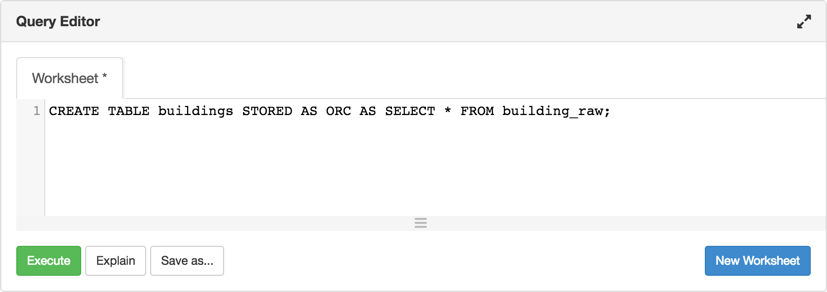 Query Editor
Worksheet *
1 CREATE TABLE buildings STORED AS ORC AS SELECT * FROM building_raw;
Execute Explain Save as... New Worksheet